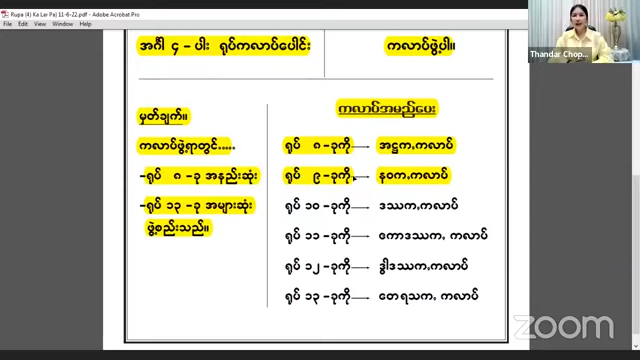 Rupa (4) Ka Lar Pa) 11-6-22.pdf - Adobe Acrobat Pro
File Edit View Window Help
Thandar Chop...
အင်္ဂါ ၄ – ပါး ရုပ်ကလာပ်ပေါင်း
ကလာပ်ဖွဲ့ပါ။
မှတ်ချက်။
ကလာပ်ဖွဲ့ရာတွင်.....
-ရုပ် ၈ -ခု အနည်းဆုံး
-ရုပ် ၁၃ -ခု အများဆုံး
ဖွဲ့စည်းသည်။
ကလာပ်အမည်ပေး
ရုပ် ၈ -ခုကို အဋ္ဌက,ကလာပ်
ရုပ် ၉ -ခုကို နဝက,ကလာပ်
ရုပ် ၁၀ -ခုကို ဒဿက,ကလာပ်
ရုပ် ၁၁ -ခုကို ကောဒဿက, ကလာပ်
ရုပ် ၁၂ -ခုကို ဒွါဒဿက,ကလာပ်
ရုပ် ၁၃ -ခုကို တေရသက, ကလာပ်
zoom